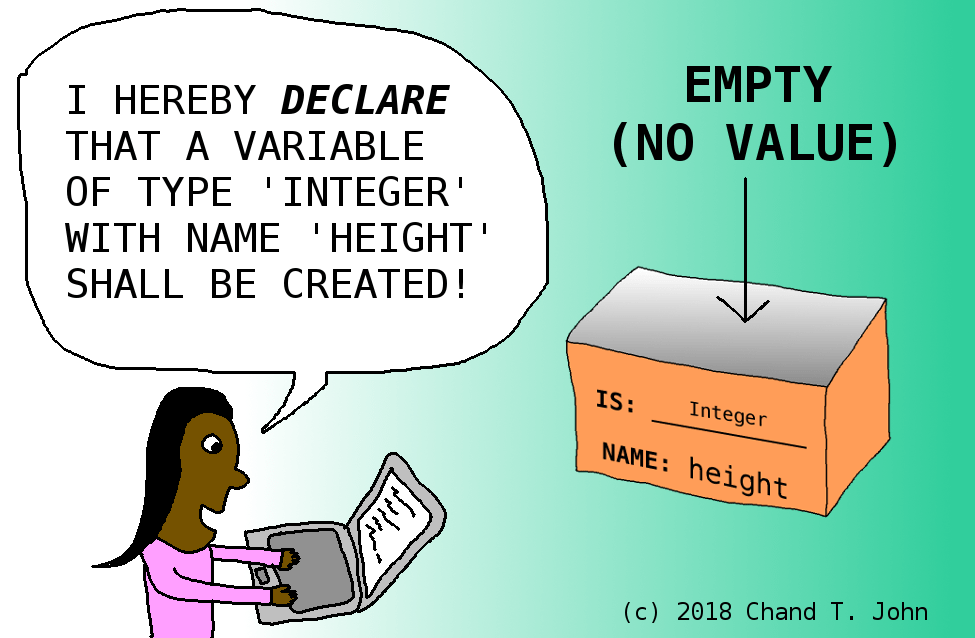 I HEREBY DECLARE
THAT A VARIABLE
OF TYPE 'INTEGER'
WITH NAME 'HEIGHT'
SHALL BE CREATED!
EMPTY
(NO VALUE)
IS: Integer
NAME: height
(c) 2018 Chand T. John